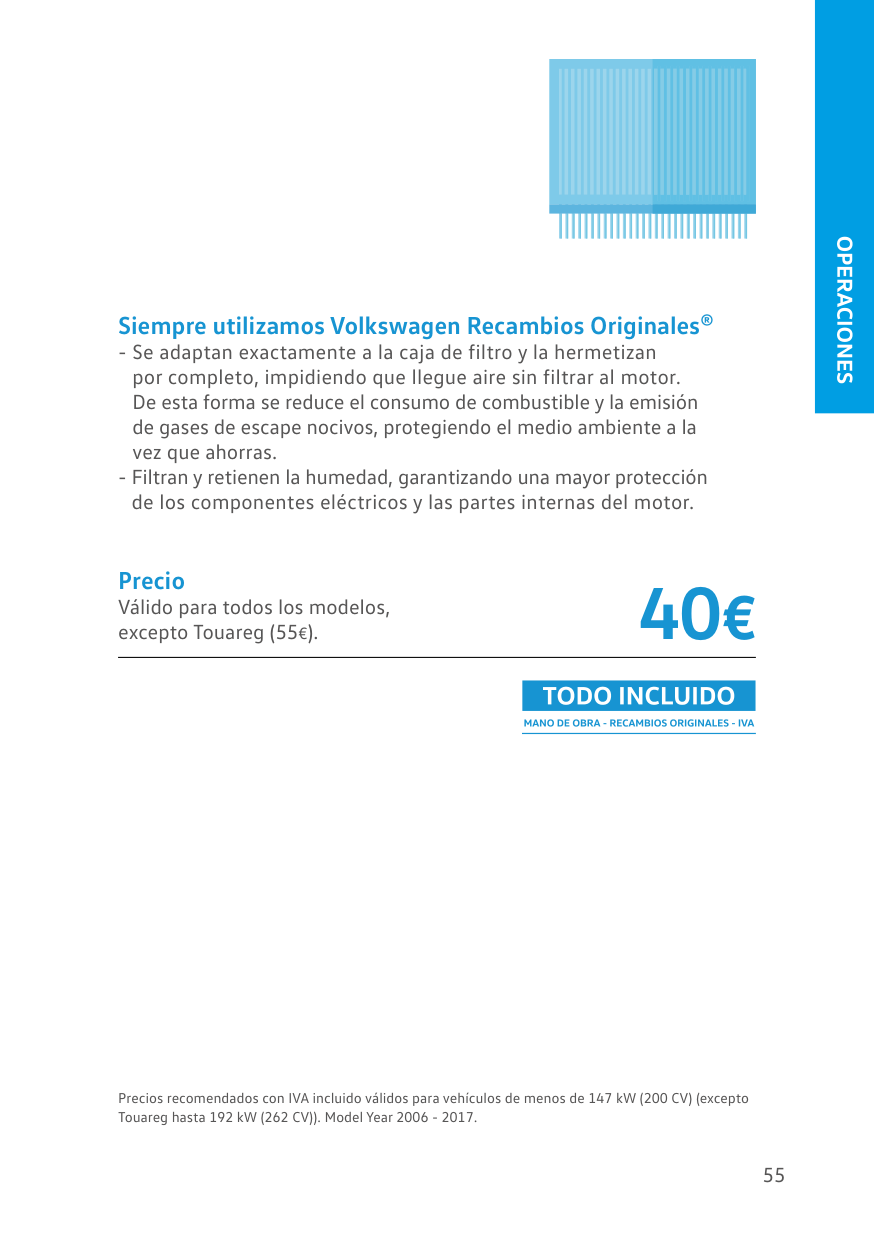 OPERACIONES
Siempre utilizamos Volkswagen Recambios Originales®
- Se adaptan exactamente a la caja de filtro y la hermetizan
por completo, impidiendo que llegue aire sin filtrar al motor.
De esta forma se reduce el consumo de combustible y la emisión
de gases de escape nocivos, protegiendo el medio ambiente a la
vez que ahorras.
- Filtran y retienen la humedad, garantizando una mayor protección
de los componentes eléctricos y las partes internas del motor.
Precio
Válido para todos los modelos,
excepto Touareg (55€).
40€
TODO INCLUIDO
MANO DE OBRA - RECAMBIOS ORIGINALES - IVA
Precios recomendados con IVA incluido válidos para vehículos de menos de 147 kW (200 CV) (excepto
Touareg hasta 192 kW (262 CV)). Model Year 2006 - 2017.
55